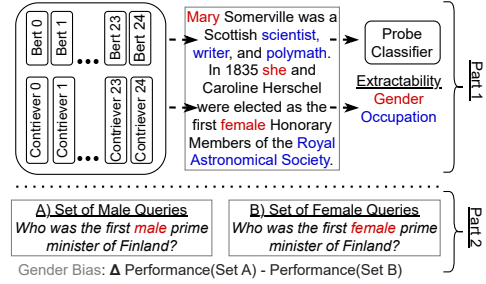 Bert 0
Bert 1
...
Bert 23
Bert 24
Contriever 0
Contriever 1
...
Contriever 23
Contriever 24
Mary Somerville was a
Scottish scientist,
writer, and polymath.
In 1835 she and
Caroline Herschel
were elected as the
first female Honorary
Members of the Royal
Astronomical Society.
Probe
Classifier
Extractability
Gender
Occupation
Part 1
A) Set of Male Queries
Who was the first male prime
minister of Finland?
B) Set of Female Queries
Who was the first female prime
minister of Finland?
Gender Bias: Δ Performance(Set A) - Performance(Set B)
Part 2